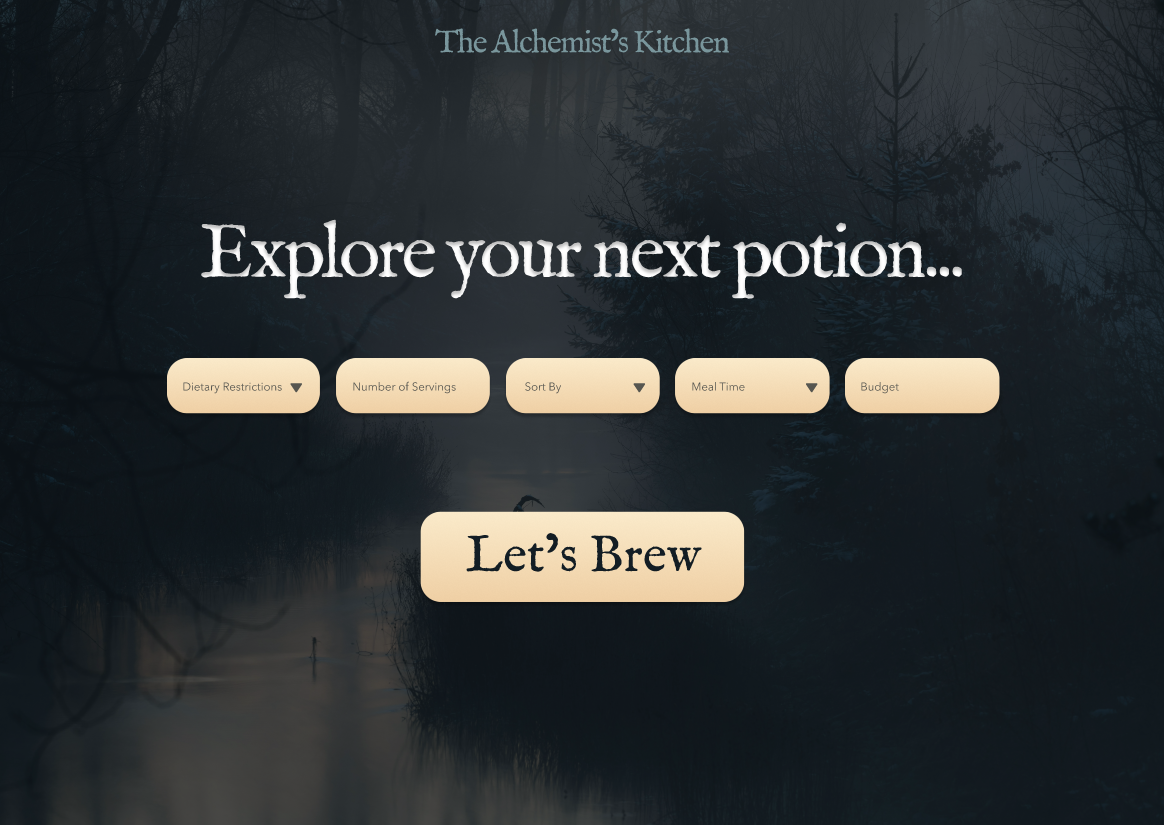 The Alchemist's Kitchen
Explore your next potion...
Dietary Restrictions
Number of Servings
Sort By
Meal Time
Budget
Let's Brew